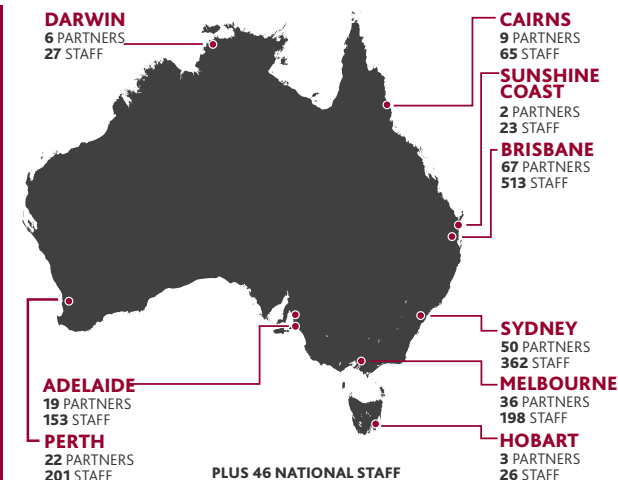 DARWIN
6 PARTNERS
27 STAFF
CAIRNS
9 PARTNERS
65 STAFF
SUNSHINE
COAST
2 PARTNERS
23 STAFF
BRISBANE
67 PARTNERS
513 STAFF
SYDNEY
50 PARTNERS
362 STAFF
MELBOURNE
36 PARTNERS
198 STAFF
HOBART
3 PARTNERS
26 STAFF
ADELAIDE
19 PARTNERS
153 STAFF
PERTH
22 PARTNERS
201 STAFF
PLUS 46 NATIONAL STAFF